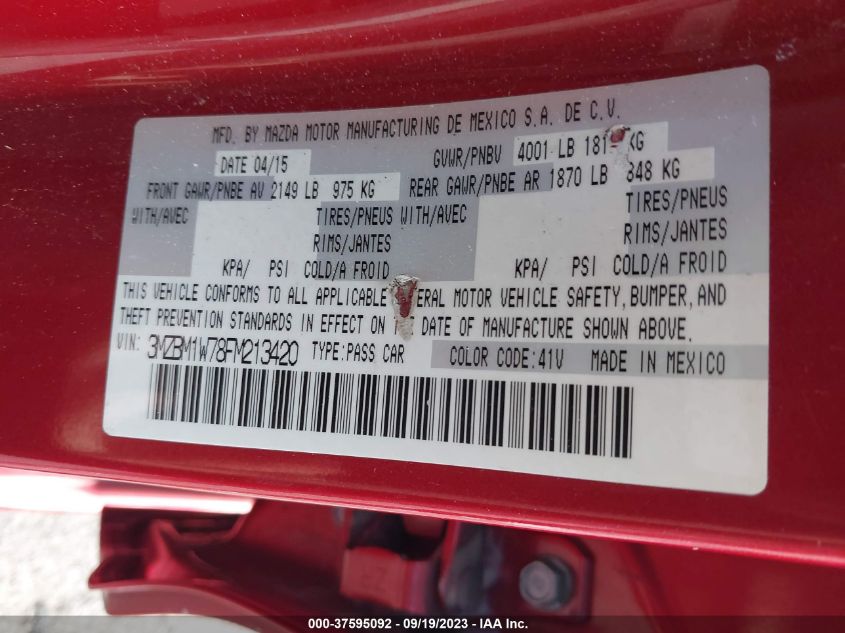 MFD. BY MAZDA MOTOR MANUFACTURING DE MEXICO S.A. DE C.V.
DATE 04/15 GVWR/PNBV 4001 LB KG
FRONT GAWR/PNBE AV 2149 LB 975 KG REAR GAWR/PNBE AR 1870 LB 848 KG
WITH/AVEC TIRES/PNEUS WITH/AVEC TIRES/PNEUS
RIMS/JANTES RIMS/JANTES
KPA/ PSI COLD/A FROID KPA/ PSI COLD/A FROID
THIS VEHICLE CONFORMS TO ALL APPLICABLE MOTOR VEHICLE SAFETY, BUMPER, AND
THEFT PREVENTION STANDARDS IN EFFECT ON DATE OF MANUFACTURE SHOWN ABOVE.
VIN: 3MZBM1W78FM213420 TYPE:PASS CAR COLOR CODE:41V MADE IN MEXICO
000-37595092 - 09/19/2023 - IAA Inc.